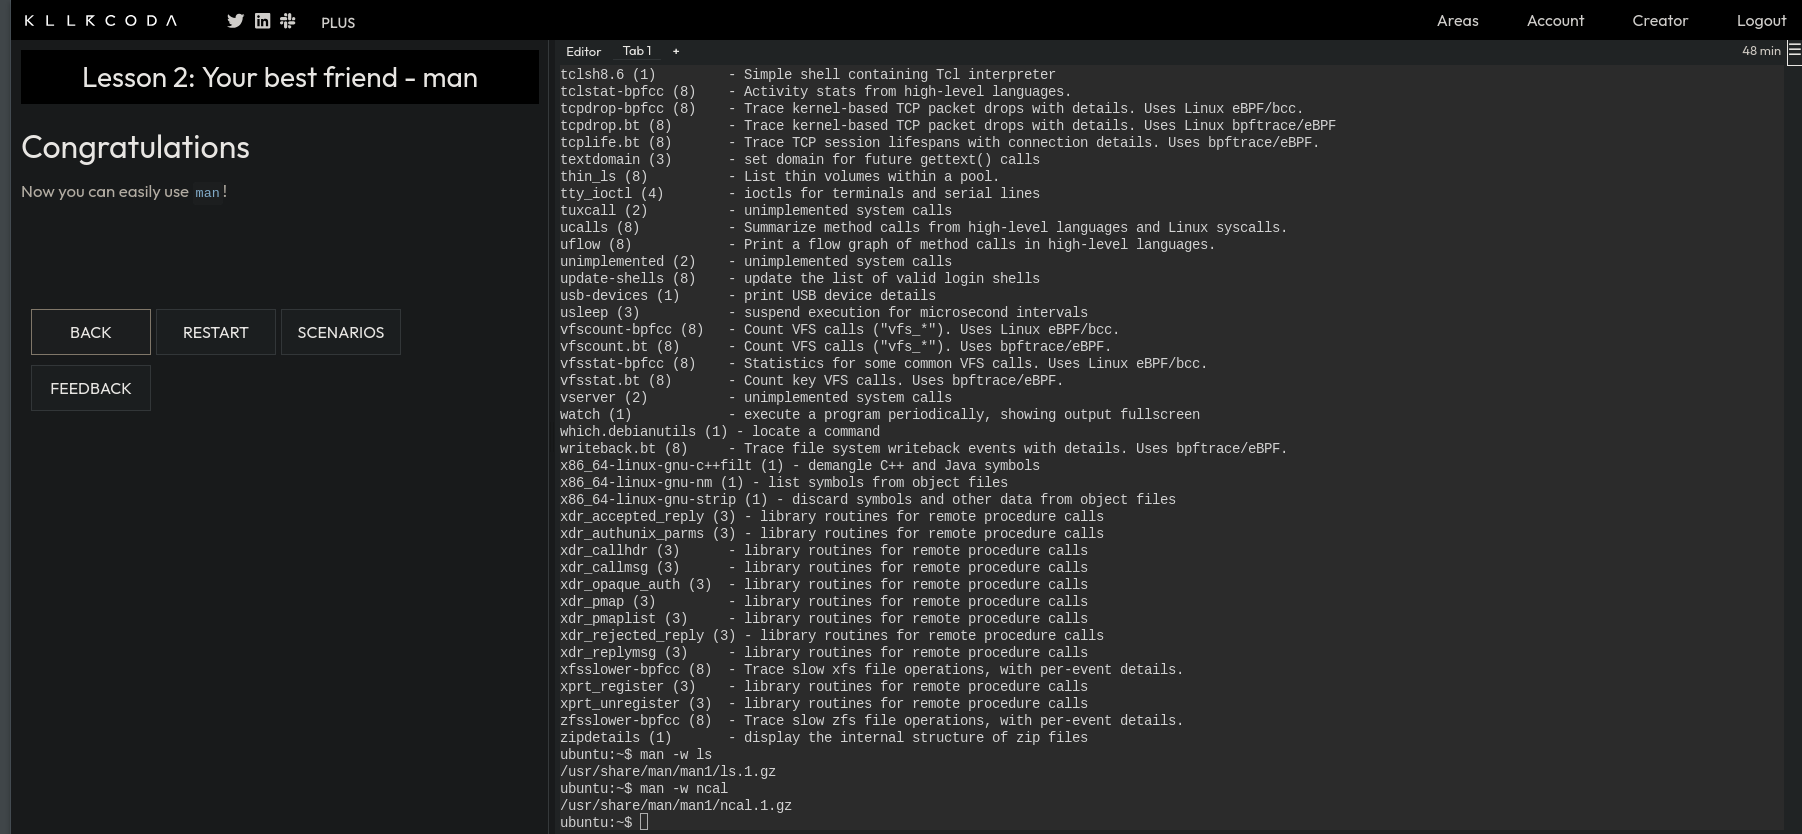 KLLRCODA PLUS Areas Account Creator Logout
Lesson 2: Your best friend - man
Congratulations
Now you can easily use man!
BACK RESTART SCENARIOS
FEEDBACK
Editor Tab 1 + 48 min
tclsh8.6 (1)         - Simple shell containing Tcl interpreter
tclstat-bpfcc (8)    - Activity stats from high-level languages.
tcpdrop-bpfcc (8)    - Trace kernel-based TCP packet drops with details. Uses Linux eBPF/bcc.
tcpdrop.bt (8)       - Trace kernel-based TCP packet drops with details. Uses Linux bpftrace/eBPF
tcplife.bt (8)       - Trace TCP session lifespans with connection details. Uses bpftrace/eBPF.
textdomain (3)       - set domain for future gettext() calls
thin_ls (8)          - List thin volumes within a pool.
tty_ioctl (4)        - ioctls for terminals and serial lines
tuxcall (2)          - unimplemented system calls
ucalls (8)           - Summarize method calls from high-level languages and Linux syscalls.
uflow (8)            - Print a flow graph of method calls in high-level languages.
unimplemented (2)    - unimplemented system calls
update-shells (8)    - update the list of valid login shells
usb-devices (1)      - print USB device details
usleep (3)           - suspend execution for microsecond intervals
vfscount-bpfcc (8)   - Count VFS calls ("vfs_*"). Uses Linux eBPF/bcc.
vfscount.bt (8)      - Count VFS calls ("vfs_*"). Uses bpftrace/eBPF.
vfsstat-bpfcc (8)    - Statistics for some common VFS calls. Uses Linux eBPF/bcc.
vfsstat.bt (8)       - Count key VFS calls. Uses bpftrace/eBPF.
vserver (2)          - unimplemented system calls
watch (1)            - execute a program periodically, showing output fullscreen
which.debianutils (1) - locate a command
writeback.bt (8)     - Trace file system writeback events with details. Uses bpftrace/eBPF.
x86_64-linux-gnu-c++filt (1) - demangle C++ and Java symbols
x86_64-linux-gnu-nm (1) - list symbols from object files
x86_64-linux-gnu-strip (1) - discard symbols and other data from object files
xdr_accepted_reply (3) - library routines for remote procedure calls
xdr_authunix_parms (3) - library routines for remote procedure calls
xdr_callhdr (3)      - library routines for remote procedure calls
xdr_callmsg (3)      - library routines for remote procedure calls
xdr_opaque_auth (3)  - library routines for remote procedure calls
xdr_pmap (3)         - library routines for remote procedure calls
xdr_pmaplist (3)     - library routines for remote procedure calls
xdr_rejected_reply (3) - library routines for remote procedure calls
xdr_replymsg (3)     - library routines for remote procedure calls
xfsslower-bpfcc (8)  - Trace slow xfs file operations, with per-event details.
xprt_register (3)    - library routines for remote procedure calls
xprt_unregister (3)  - library routines for remote procedure calls
zfsslower-bpfcc (8)  - Trace slow zfs file operations, with per-event details.
zipdetails (1)       - display the internal structure of zip files
ubuntu:~$ man -w ls
/usr/share/man/man1/ls.1.gz
ubuntu:~$ man -w ncal
/usr/share/man/man1/ncal.1.gz
ubuntu:~$